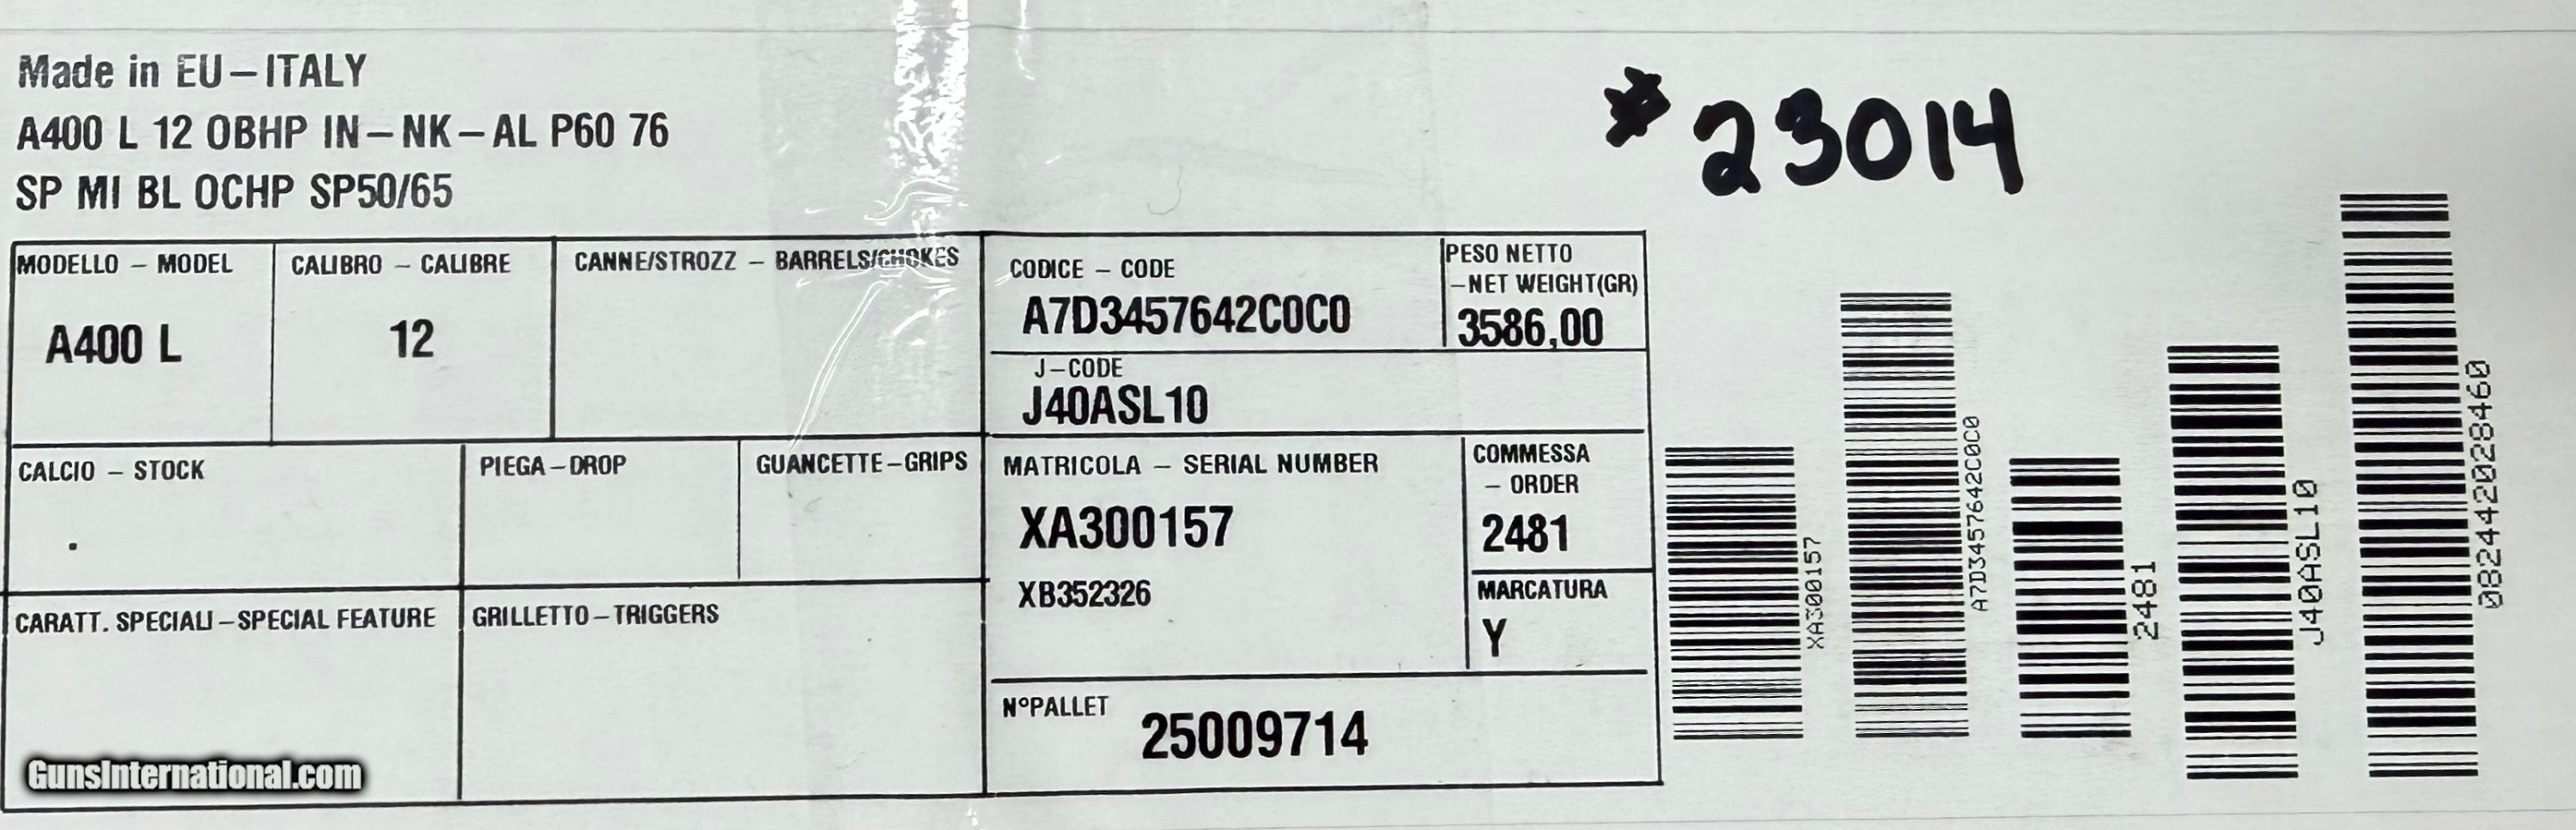 Made in EU-ITALY
A400 L 12 OBHP IN-NK-AL P60 76
SP MI BL OCHP SP50/65
#23014
MODELLO - MODEL
A400 L
CALIBRO - CALIBRE
12
CANNE/STROZZ - BARRELS/CHOKES
CODICE - CODE
A7D3457642C0C0
PESO NETTO
-NET WEIGHT(GR)
3586,00
J-CODE
J40ASL10
CALCIO - STOCK
.
PIEGA-DROP
GUANCETTE-GRIPS
MATRICOLA - SERIAL NUMBER
XA300157
XB352326
COMMESSA
- ORDER
2481
MARCATURA
Y
CARATT. SPECIALI-SPECIAL FEATURE
GRILLETTO-TRIGGERS
N°PALLET
25009714
XA300157
A7D3457642C0C0
2481
J40ASL10
082442028460
GunsInternational.com